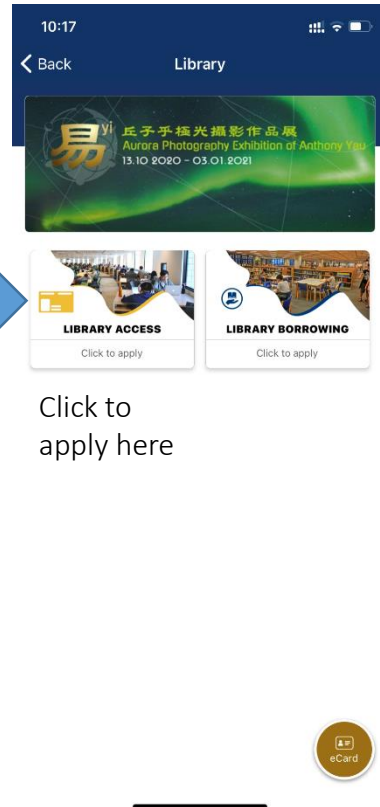 10:17
Back
Library
易 yi
丘子手極光攝影作品展
Aurora Photography Exhibition of Anthony Yau
13.10 2020 - 03.01.2021
LIBRARY ACCESS
LIBRARY BORROWING
Click to apply
Click to apply
Click to
apply here
eCard